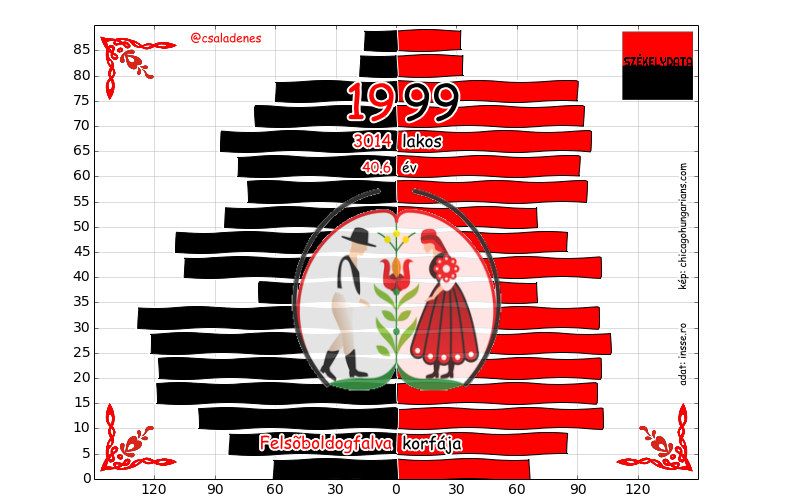 @csaladenes
SZÉKELYDATA
1999
3014 lakos
40.6 év
kép: chicagohungarians.com
adat: insse.ro
Felsőboldogfalva korfája
85
80
75
70
65
60
55
50
45
40
35
30
25
20
15
10
5
0
120 90 60 30 0 30 60 90 120